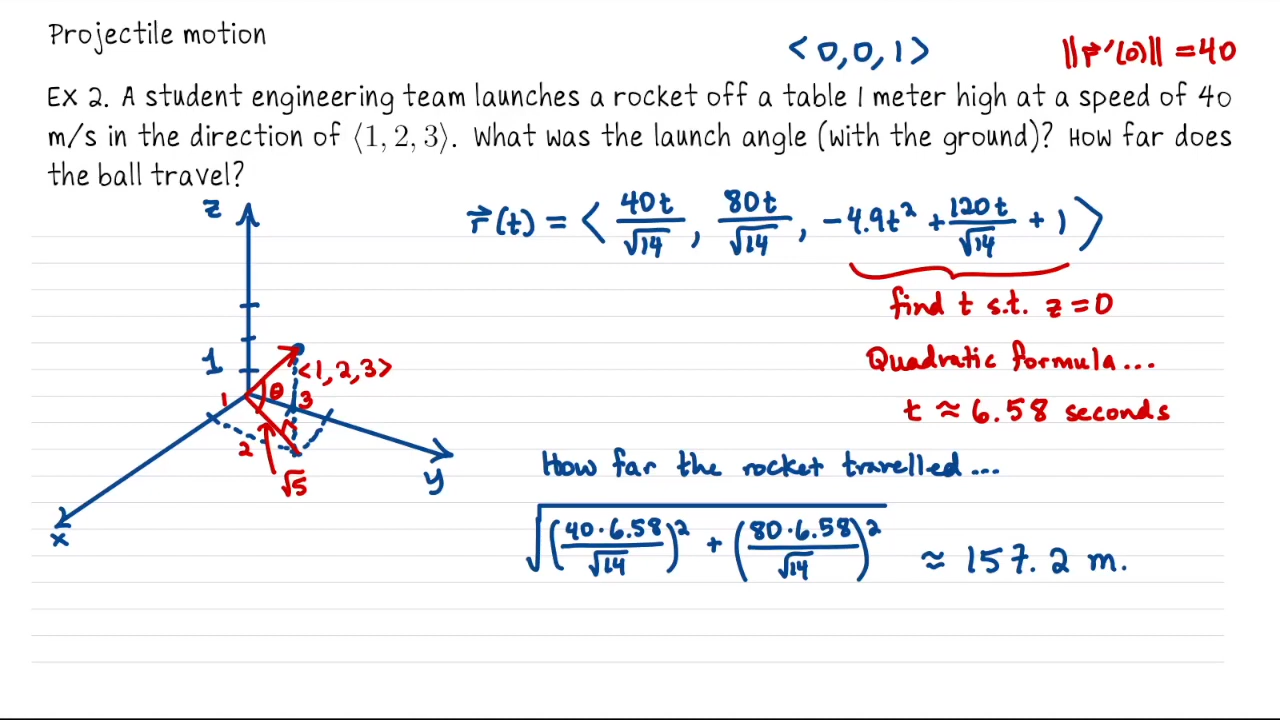 Projectile motion
<0, 0, 1>
||r⃗'(0)|| = 40
EX 2. A student engineering team launches a rocket off a table 1 meter high at a speed of 40
m/s in the direction of ⟨1, 2, 3⟩. What was the launch angle (with the ground)? How far does
the ball travel?
r⃗(t) = < 40t/√14, 80t/√14, -4.9t² + 120t/√14 + 1 >
find t s.t. z = 0
Quadratic formula...
t ≈ 6.58 seconds
z
1
<1, 2, 3>
1
θ
3
2
√5
y
x
How far the rocket travelled...
√((40·6.58/√14)² + (80·6.58/√14)²) ≈ 157.2 m.